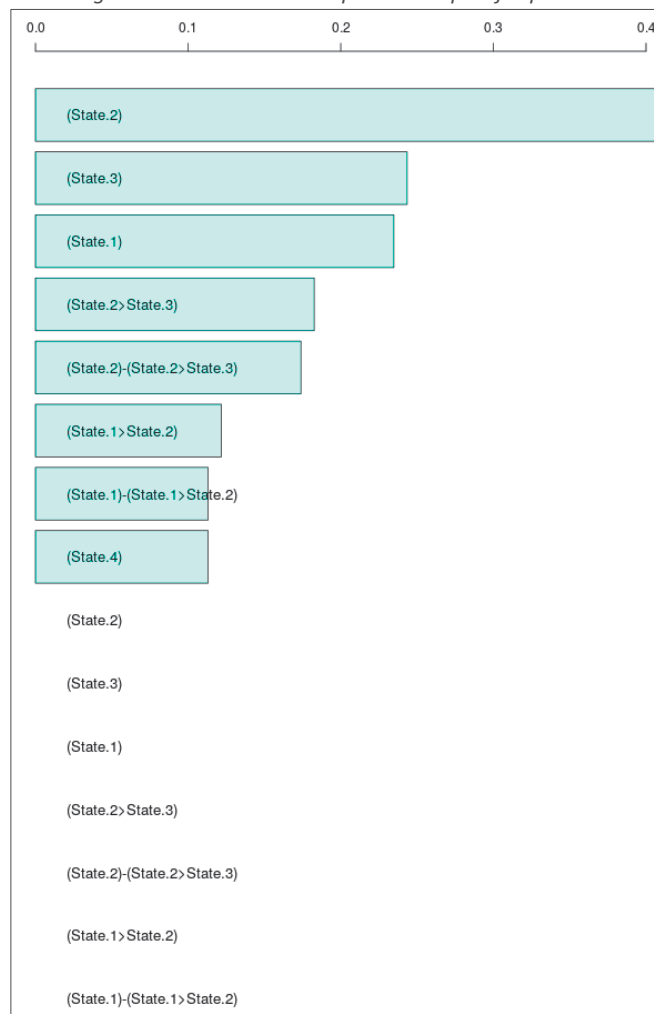 0.0 0.1 0.2 0.3 0.4
(State.2)
(State.3)
(State.1)
(State.2>State.3)
(State.2)-(State.2>State.3)
(State.1>State.2)
(State.1)-(State.1>State.2)
(State.4)
(State.2)
(State.3)
(State.1)
(State.2>State.3)
(State.2)-(State.2>State.3)
(State.1>State.2)
(State.1)-(State.1>State.2)